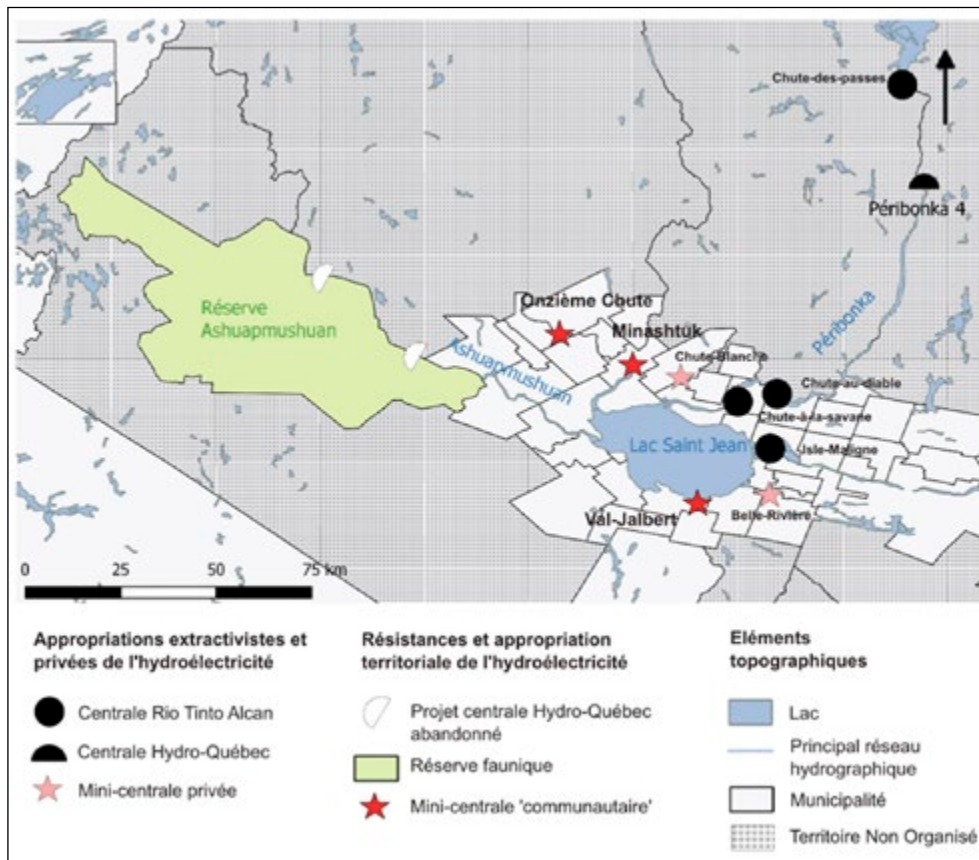 Chute-des-passes
Péribonka 4
Péribonka
Réserve
Ashuapmushuan
Onzième Chute
Minashtuk
Ashuapmushuan
Chute-Blanche
Chute-au-diable
Chute-à-la-savane
Lac Saint Jean
Isle-Maligne
Val-Jalbert
Belle-Rivière
0 25 50 75 km
Appropriations extractivistes et
privées de l'hydroélectricité
Centrale Rio Tinto Alcan
Centrale Hydro-Québec
Mini-centrale privée
Résistances et appropriation
territoriale de l'hydroélectricité
Projet centrale Hydro-Québec
abandonné
Réserve faunique
Mini-centrale 'communautaire'
Eléments
topographiques
Lac
Principal réseau
hydrographique
Municipalité
Territoire Non Organisé